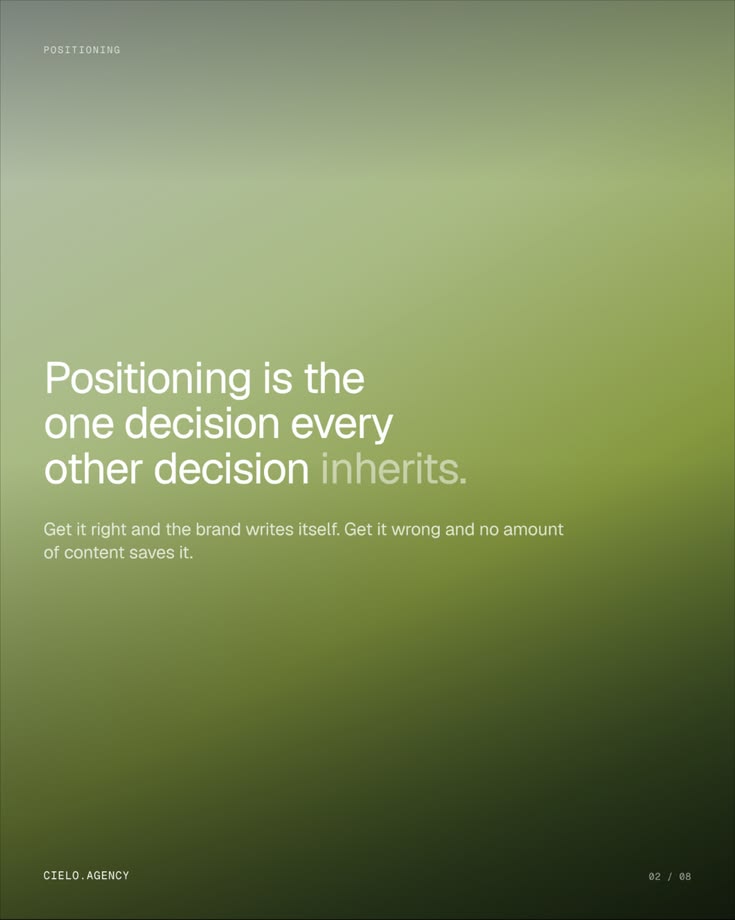 POSITIONING
Positioning is the
one decision every
other decision inherits.
Get it right and the brand writes itself. Get it wrong and no amount
of content saves it.
CIELO.AGENCY
02 / 08